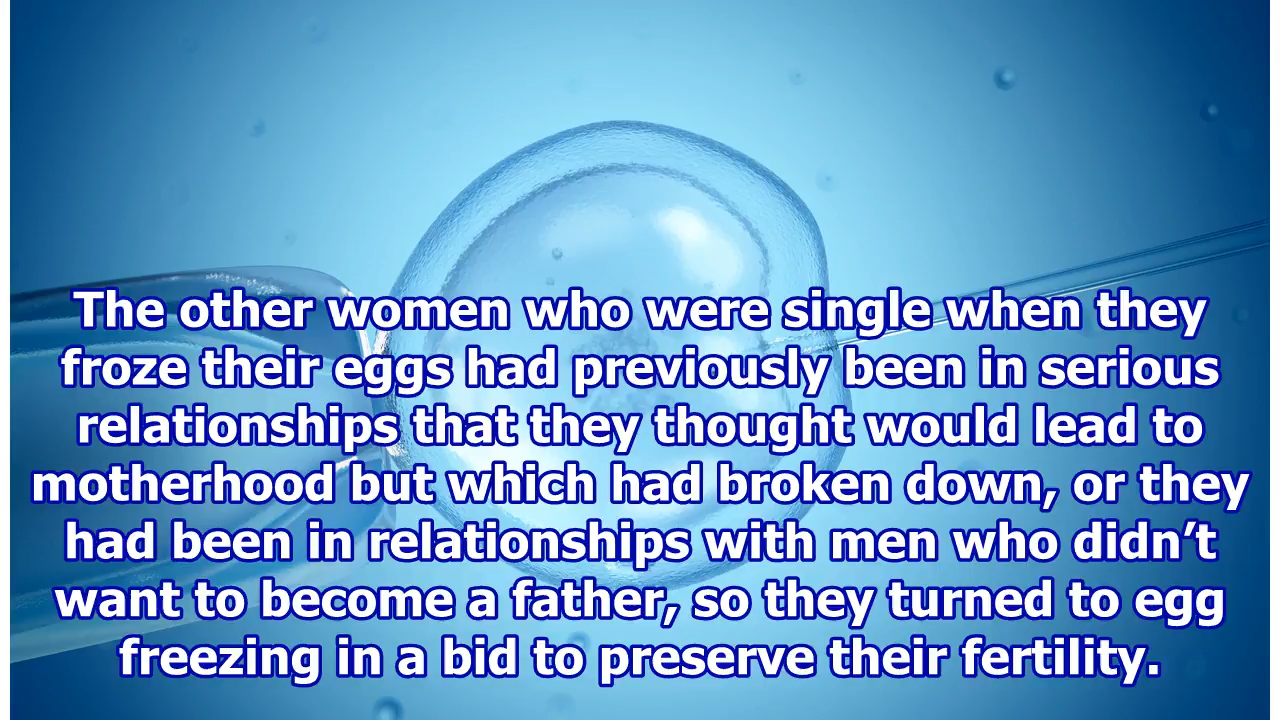 The other women who were single when they
froze their eggs had previously been in serious
relationships that they thought would lead to
motherhood but which had broken down, or they
had been in relationships with men who didn’t
want to become a father, so they turned to egg
freezing in a bid to preserve their fertility.